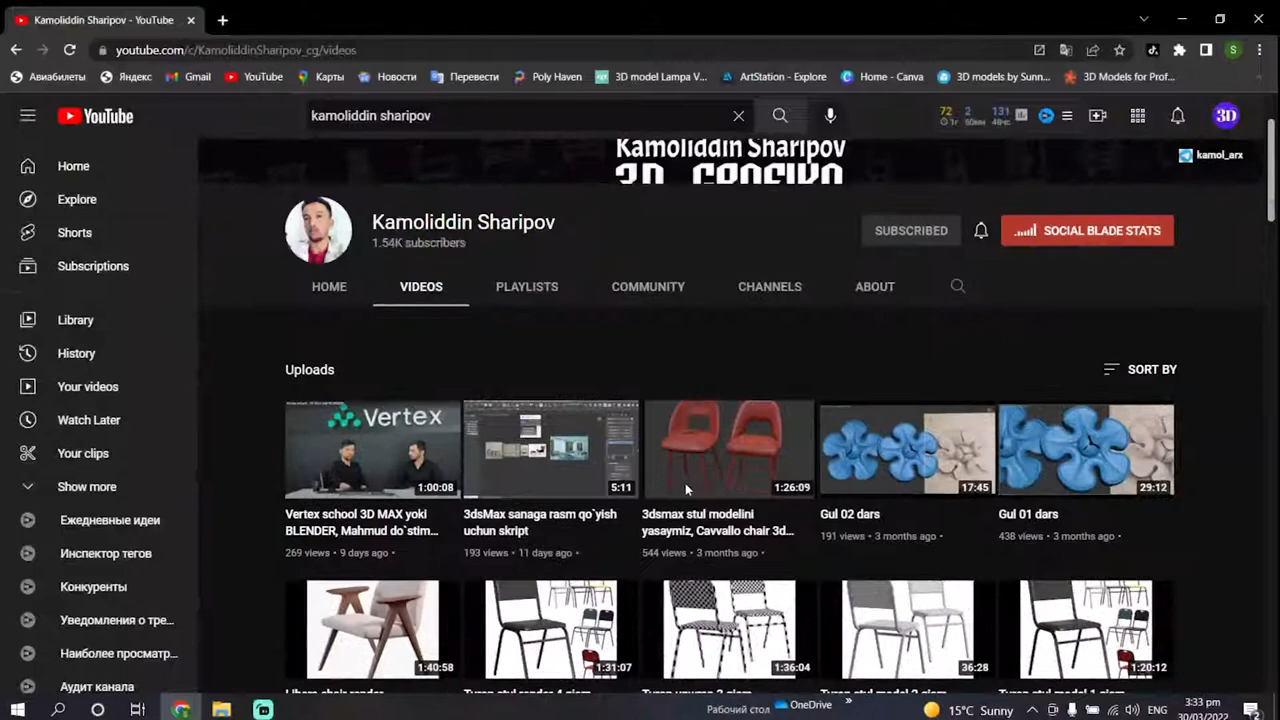 Kamoliddin Sharipov - YouTube
youtube.com/c/KamoliddinSharipov_cg/videos
Авиабилеты Яндекс Gmail YouTube Карты Новости Перевести Poly Haven 3D model Lampa V... ArtStation - Explore Home - Canva 3D models by Sunn... 3D Models for Prof...
YouTube
kamoliddin sharipov
72 2 131
1г 50мн 48чс
3D
Kamoliddin Sharipov
kamol_arx
Kamoliddin Sharipov
1.54K subscribers
SUBSCRIBED
SOCIAL BLADE STATS
HOME VIDEOS PLAYLISTS COMMUNITY CHANNELS ABOUT
Home
Explore
Shorts
Subscriptions
Library
History
Your videos
Watch Later
Your clips
Show more
Ежедневные идеи
Инспектор тегов
Конкуренты
Уведомления о тре...
Наиболее просматр...
Аудит канала
Uploads
SORT BY
Vertex
1:00:08
5:11
1:26:09
17:45
29:12
Vertex school 3D MAX yoki
BLENDER, Mahmud do`stim...
269 views • 9 days ago •
3dsMax sanaga rasm qo`yish
uchun skript
193 views • 11 days ago •
3dsmax stul modelini
yasaymiz, Cavvallo chair 3d...
544 views • 3 months ago •
Gul 02 dars
191 views • 3 months ago •
Gul 01 dars
438 views • 3 months ago •
1:40:58
1:31:07
1:36:04
36:28
1:20:12
Рабочий стол OneDrive
15°C Sunny
ENG
3:33 pm
30/03/2022